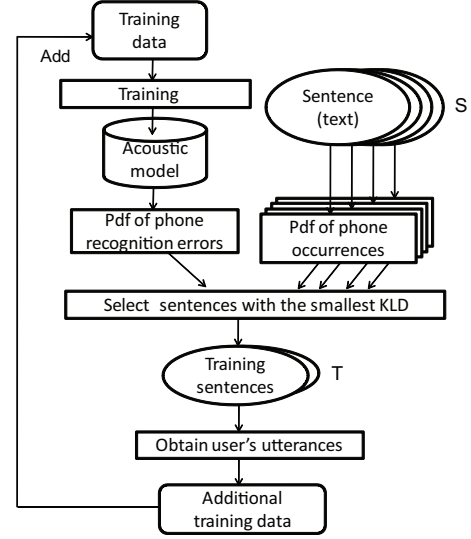 Training
data
Add
Training
Sentence
(text)
S
Acoustic
model
Pdf of phone
recognition errors
Pdf of phone
occurrences
Select sentences with the smallest KLD
Training
sentences
T
Obtain user's utterances
Additional
training data